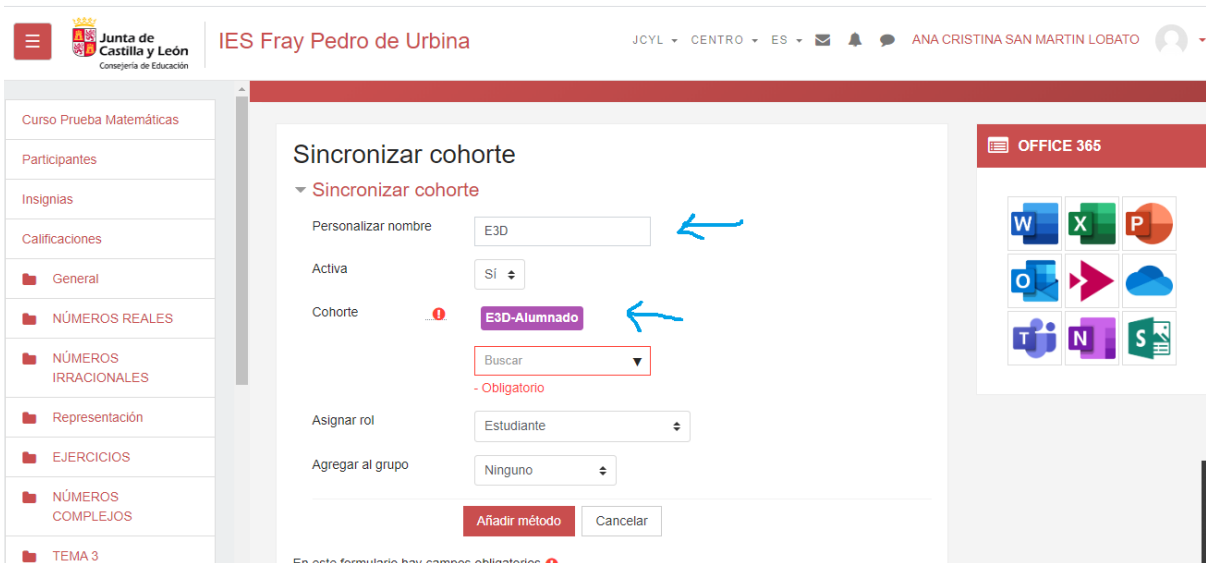 Junta de
Castilla y León
Consejería de Educación
IES Fray Pedro de Urbina
JCYL
CENTRO
ES
ANA CRISTINA SAN MARTIN LOBATO
Curso Prueba Matemáticas
Participantes
Insignias
Calificaciones
General
NÚMEROS REALES
NÚMEROS
IRRACIONALES
Representación
EJERCICIOS
NÚMEROS
COMPLEJOS
TEMA 3
Sincronizar cohorte
Sincronizar cohorte
Personalizar nombre
E3D
Activa
Sí
Cohorte
E3D-Alumnado
Buscar
- Obligatorio
Asignar rol
Estudiante
Agregar al grupo
Ninguno
Añadir método
Cancelar
En este formulario hay campos obligatorios
OFFICE 365
W
X
P
O
T
N
S